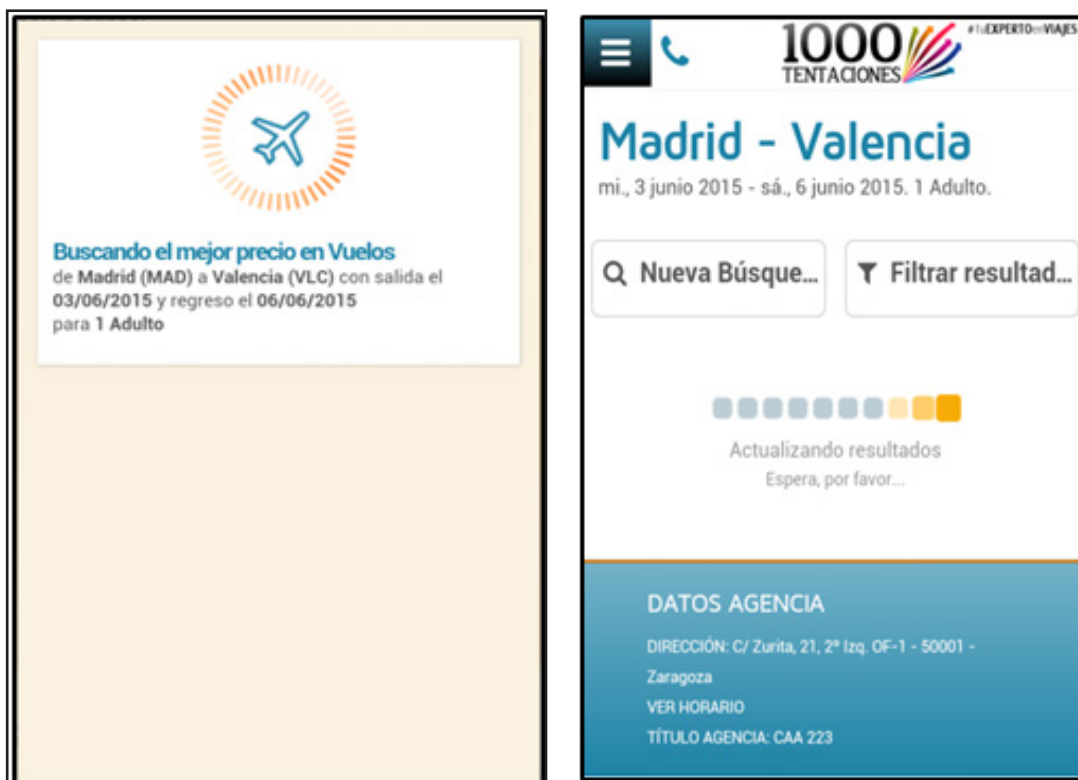 Buscando el mejor precio en Vuelos
de Madrid (MAD) a Valencia (VLC) con salida el
03/06/2015 y regreso el 06/06/2015
para 1 Adulto
1000
TENTACIONES
#tuEXPERTOenVIAJES
Madrid - Valencia
mi., 3 junio 2015 - sá., 6 junio 2015. 1 Adulto.
Nueva Búsque...
Filtrar resultad...
Actualizando resultados
Espera, por favor...
DATOS AGENCIA
DIRECCIÓN: C/ Zurita, 21, 2º Izq. OF-1 - 50001 -
Zaragoza
VER HORARIO
TÍTULO AGENCIA: CAA 223